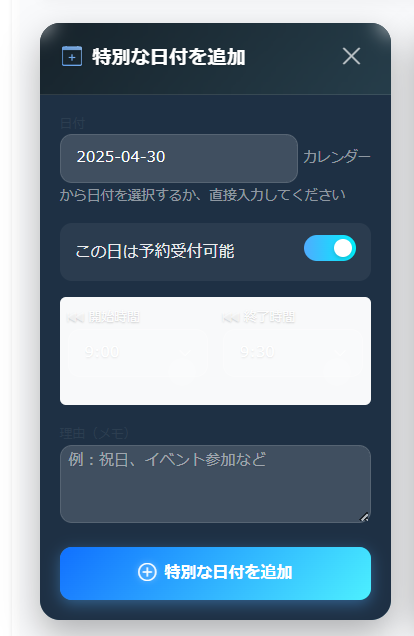 特別な日付を追加
日付
2025-04-30 カレンダー
から日付を選択するか、直接入力してください
この日は予約受付可能
開始時間 終了時間
9:00 9:30
理由（メモ）
例：祝日、イベント参加など
特別な日付を追加